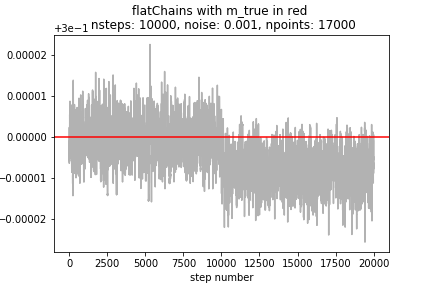 flatChains with m_true in red
nsteps: 10000, noise: 0.001, npoints: 17000
+3e−1
0.00002
0.00001
0.00000
−0.00001
−0.00002
0 2500 5000 7500 10000 12500 15000 17500 20000
step number